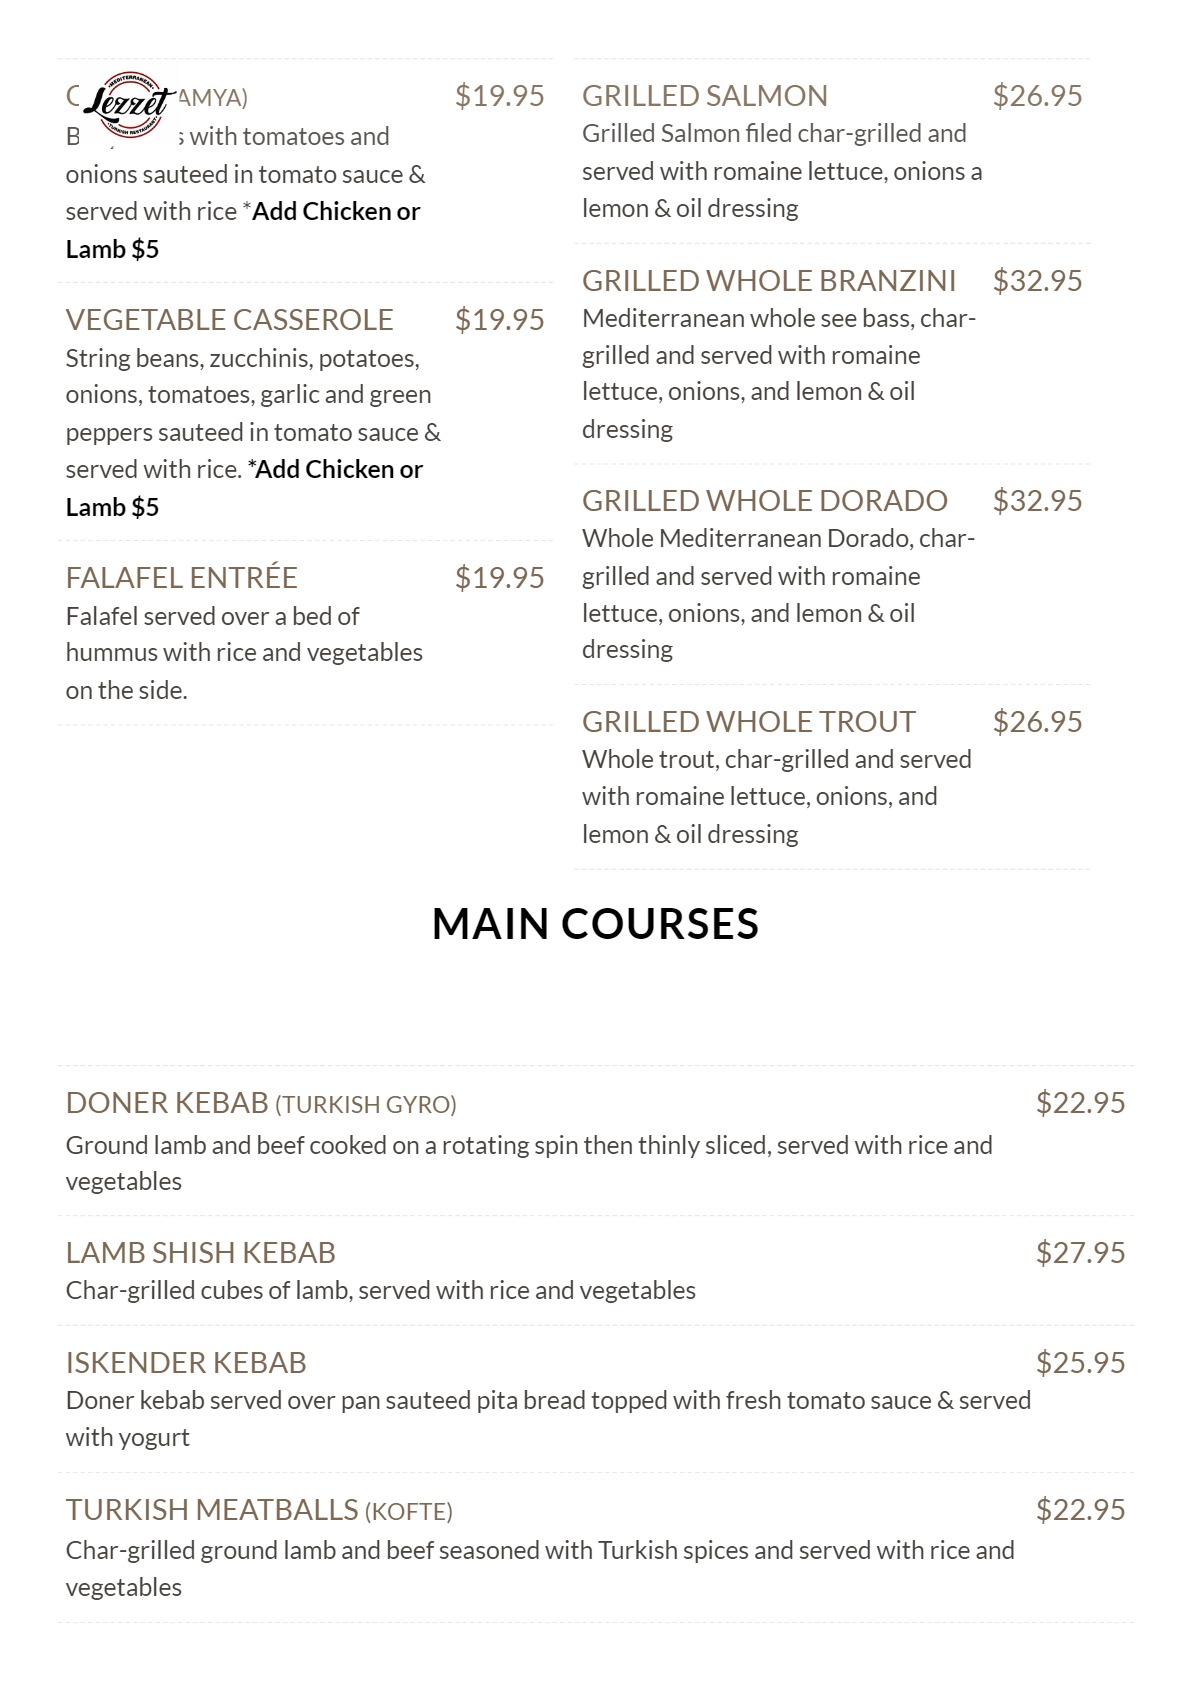 AMYA) $19.95
with tomatoes and
onions sauteed in tomato sauce &
served with rice *Add Chicken or
Lamb $5
VEGETABLE CASSEROLE $19.95
String beans, zucchinis, potatoes,
onions, tomatoes, garlic and green
peppers sauteed in tomato sauce &
served with rice. *Add Chicken or
Lamb $5
FALAFEL ENTRÉE $19.95
Falafel served over a bed of
hummus with rice and vegetables
on the side.
MEDITERRANEAN
Lezzet
TURKISH RESTAURANT
GRILLED SALMON $26.95
Grilled Salmon filed char-grilled and
served with romaine lettuce, onions a
lemon & oil dressing
GRILLED WHOLE BRANZINI $32.95
Mediterranean whole see bass, char-
grilled and served with romaine
lettuce, onions, and lemon & oil
dressing
GRILLED WHOLE DORADO $32.95
Whole Mediterranean Dorado, char-
grilled and served with romaine
lettuce, onions, and lemon & oil
dressing
GRILLED WHOLE TROUT $26.95
Whole trout, char-grilled and served
with romaine lettuce, onions, and
lemon & oil dressing
MAIN COURSES
DONER KEBAB (TURKISH GYRO) $22.95
Ground lamb and beef cooked on a rotating spin then thinly sliced, served with rice and
vegetables
LAMB SHISH KEBAB $27.95
Char-grilled cubes of lamb, served with rice and vegetables
ISKENDER KEBAB $25.95
Doner kebab served over pan sauteed pita bread topped with fresh tomato sauce & served
with yogurt
TURKISH MEATBALLS (KOFTE) $22.95
Char-grilled ground lamb and beef seasoned with Turkish spices and served with rice and
vegetables